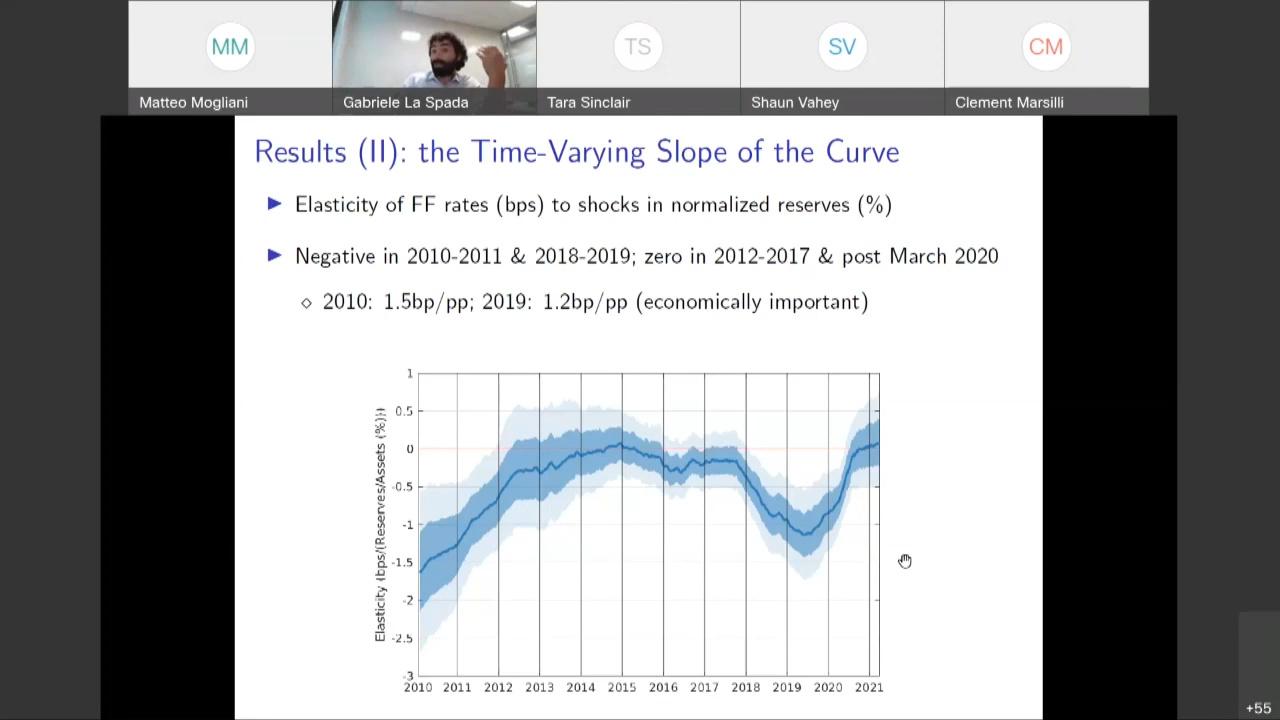 MM
TS
SV
CM
Matteo Mogliani
Gabriele La Spada
Tara Sinclair
Shaun Vahey
Clement Marsilli
Results (II): the Time-Varying Slope of the Curve
▶ Elasticity of FF rates (bps) to shocks in normalized reserves (%)
▶ Negative in 2010-2011 & 2018-2019; zero in 2012-2017 & post March 2020
◇ 2010: 1.5bp/pp; 2019: 1.2bp/pp (economically important)
Elasticity (bps/(Reserves/Assets (%)))
1
0.5
0
-0.5
-1
-1.5
-2
-2.5
-3
2010 2011 2012 2013 2014 2015 2016 2017 2018 2019 2020 2021
+55